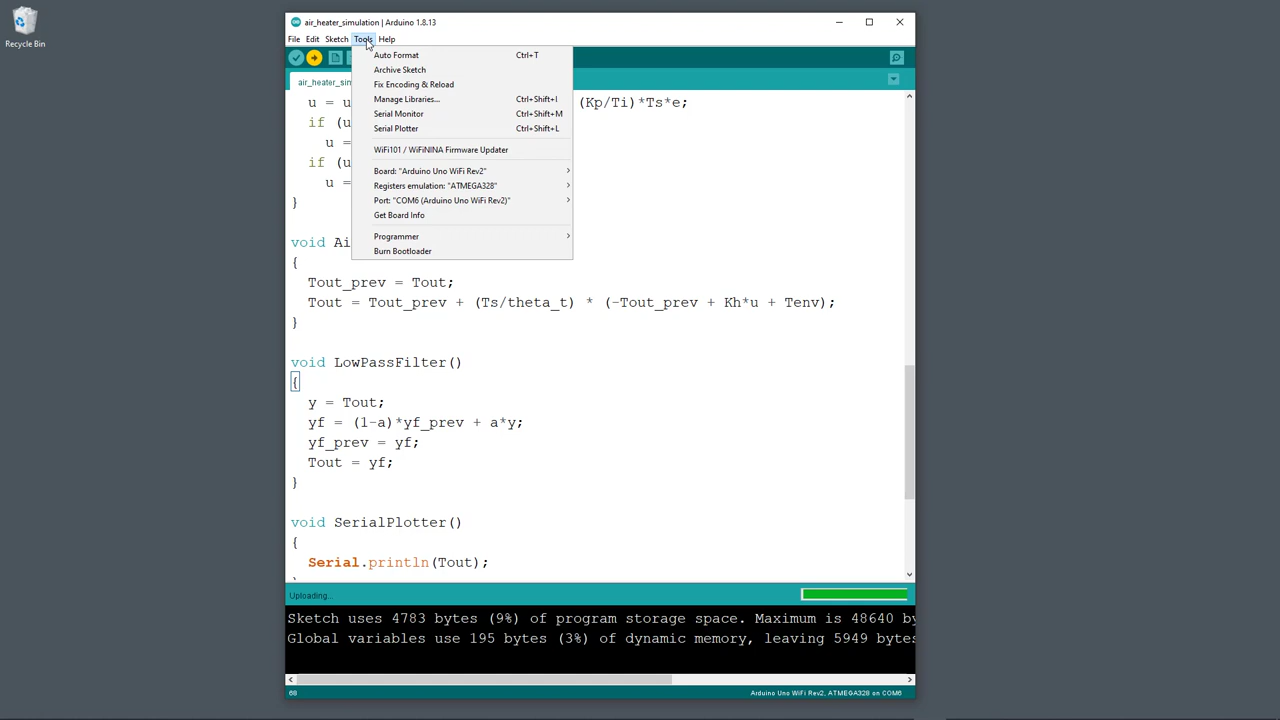 Recycle Bin
air_heater_simulation | Arduino 1.8.13
File Edit Sketch Tools Help
air_heater_sim
Auto Format Ctrl+T
Archive Sketch
Fix Encoding & Reload
Manage Libraries... Ctrl+Shift+I
Serial Monitor Ctrl+Shift+M
Serial Plotter Ctrl+Shift+L
WiFi101 / WiFiNINA Firmware Updater
Board: "Arduino Uno WiFi Rev2"
Registers emulation: "ATMEGA328"
Port: "COM6 (Arduino Uno WiFi Rev2)"
Get Board Info
Programmer
Burn Bootloader
u = u (Kp/Ti)*Ts*e;
if (u
u =
if (u
u =
}
void Ai
{
Tout_prev = Tout;
Tout = Tout_prev + (Ts/theta_t) * (-Tout_prev + Kh*u + Tenv);
}
void LowPassFilter()
{
y = Tout;
yf = (1-a)*yf_prev + a*y;
yf_prev = yf;
Tout = yf;
}
void SerialPlotter()
{
Serial.println(Tout);
Uploading...
Sketch uses 4783 bytes (9%) of program storage space. Maximum is 48640 by
Global variables use 195 bytes (3%) of dynamic memory, leaving 5949 bytes
68 Arduino Uno WiFi Rev2, ATMEGA328 on COM6